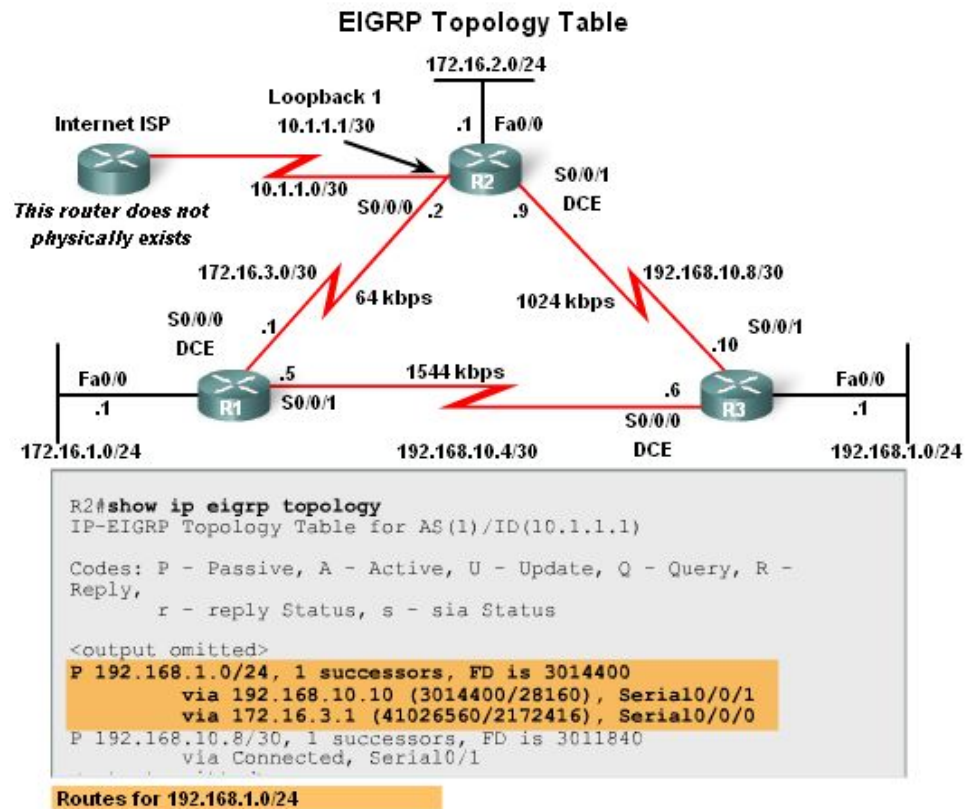 EIGRP Topology Table
172.16.2.0/24
Loopback 1
10.1.1.1/30
.1
Fa0/0
Internet ISP
R2
S0/0/1
DCE
10.1.1.0/30
S0/0/0
.2
.9
This router does not
physically exists
172.16.3.0/30
192.168.10.8/30
64 kbps
1024 kbps
S0/0/0
DCE
.1
S0/0/1
.10
Fa0/0
.1
R1
.5
S0/0/1
1544 kbps
.6
R3
Fa0/0
.1
S0/0/0
DCE
172.16.1.0/24
192.168.10.4/30
192.168.1.0/24
R2#show ip eigrp topology
IP-EIGRP Topology Table for AS(1)/ID(10.1.1.1)
Codes: P - Passive, A - Active, U - Update, Q - Query, R -
Reply,
r - reply Status, s - sia Status
<output omitted>
P 192.168.1.0/24, 1 successors, FD is 3014400
via 192.168.10.10 (3014400/28160), Serial0/0/1
via 172.16.3.1 (41026560/2172416), Serial0/0/0
P 192.168.10.8/30, 1 successors, FD is 3011840
via Connected, Serial0/1
Routes for 192.168.1.0/24